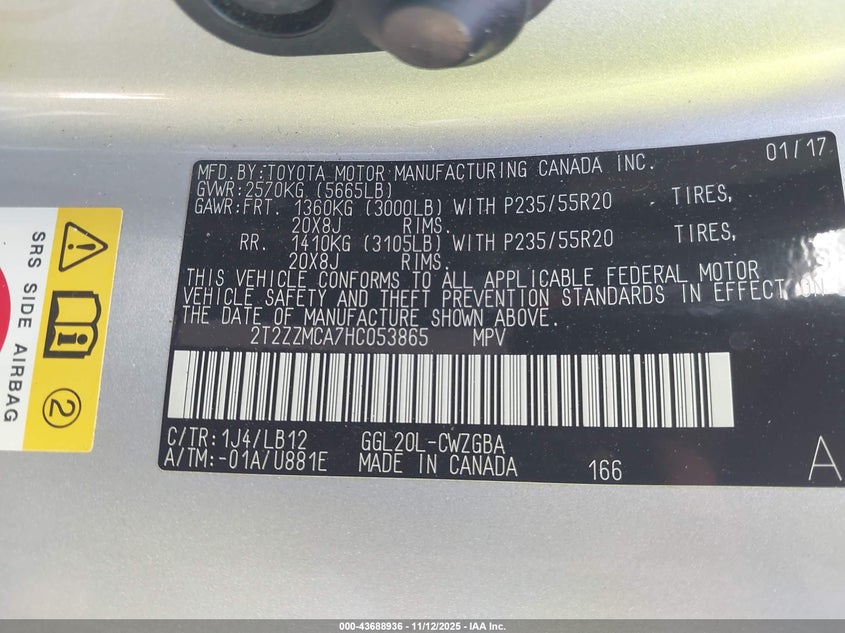 MFD.BY:TOYOTA MOTOR MANUFACTURING CANADA INC. 01/17
GVWR:2570KG (5665LB)
GAWR:FRT. 1360KG (3000LB) WITH P235/55R20 TIRES,
20X8J RIMS.
RR. 1410KG (3105LB) WITH P235/55R20 TIRES,
20X8J RIMS.
THIS VEHICLE CONFORMS TO ALL APPLICABLE FEDERAL MOTOR
VEHICLE SAFETY AND THEFT PREVENTION STANDARDS IN EFFECT ON
THE DATE OF MANUFACTURE SHOWN ABOVE.
2T2ZZMCA7HC053865 MPV
C/TR:1J4/LB12 GGL20L-CWZGBA
A/TM:-01A/U881E MADE IN CANADA 166 A
SRS SIDE AIRBAG
2
000-43688936 - 11/12/2025 - IAA Inc.